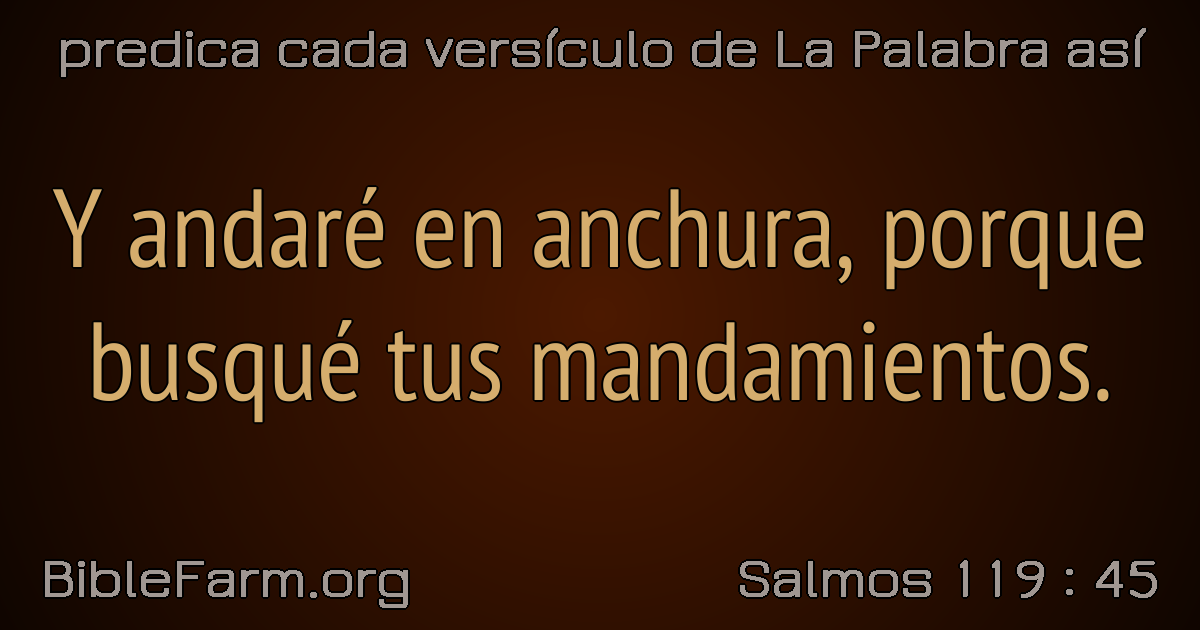 predica cada versículo de La Palabra así
Y andaré en anchura, porque
busqué tus mandamientos.
BibleFarm.org
Salmos 119 : 45